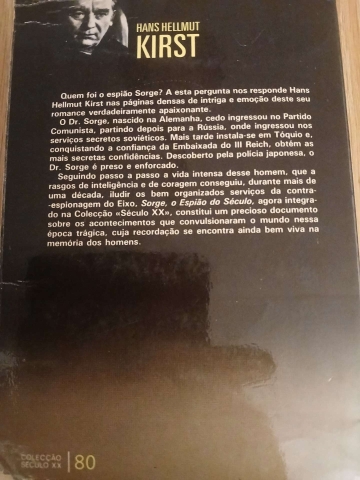 HANS HELLMUT
KIRST
Quem foi o espião Sorge? A esta pergunta nos responde Hans
Hellmut Kirst nas páginas densas de intriga e emoção deste seu
romance verdadeiramente apaixonante.
O Dr. Sorge, nascido na Alemanha, cedo ingressou no Partido
Comunista, partindo depois para a Rússia, onde ingressou nos
serviços secretos soviéticos. Mais tarde instala-se em Tóquio e,
conquistando a confiança da Embaixada do III Reich, obtêm as
mais secretas confidências. Descoberto pela polícia japonesa, o
Dr. Sorge é preso e enforcado.
Seguindo passo a passo a vida intensa desse homem, que a
rasgos de inteligência e de coragem conseguiu, durante mais de
uma década, iludir os bem organizados serviços da contra-
-espionagem do Eixo, Sorge, o Espião do Século, agora integra-
do na Colecção «Século XX», constitui um precioso documento
sobre os acontecimentos que convulsionaram o mundo nessa
época trágica, cuja recordação se encontra ainda bem viva na
memória dos homens.
COLECÇÃO
SÉCULO XX | 80